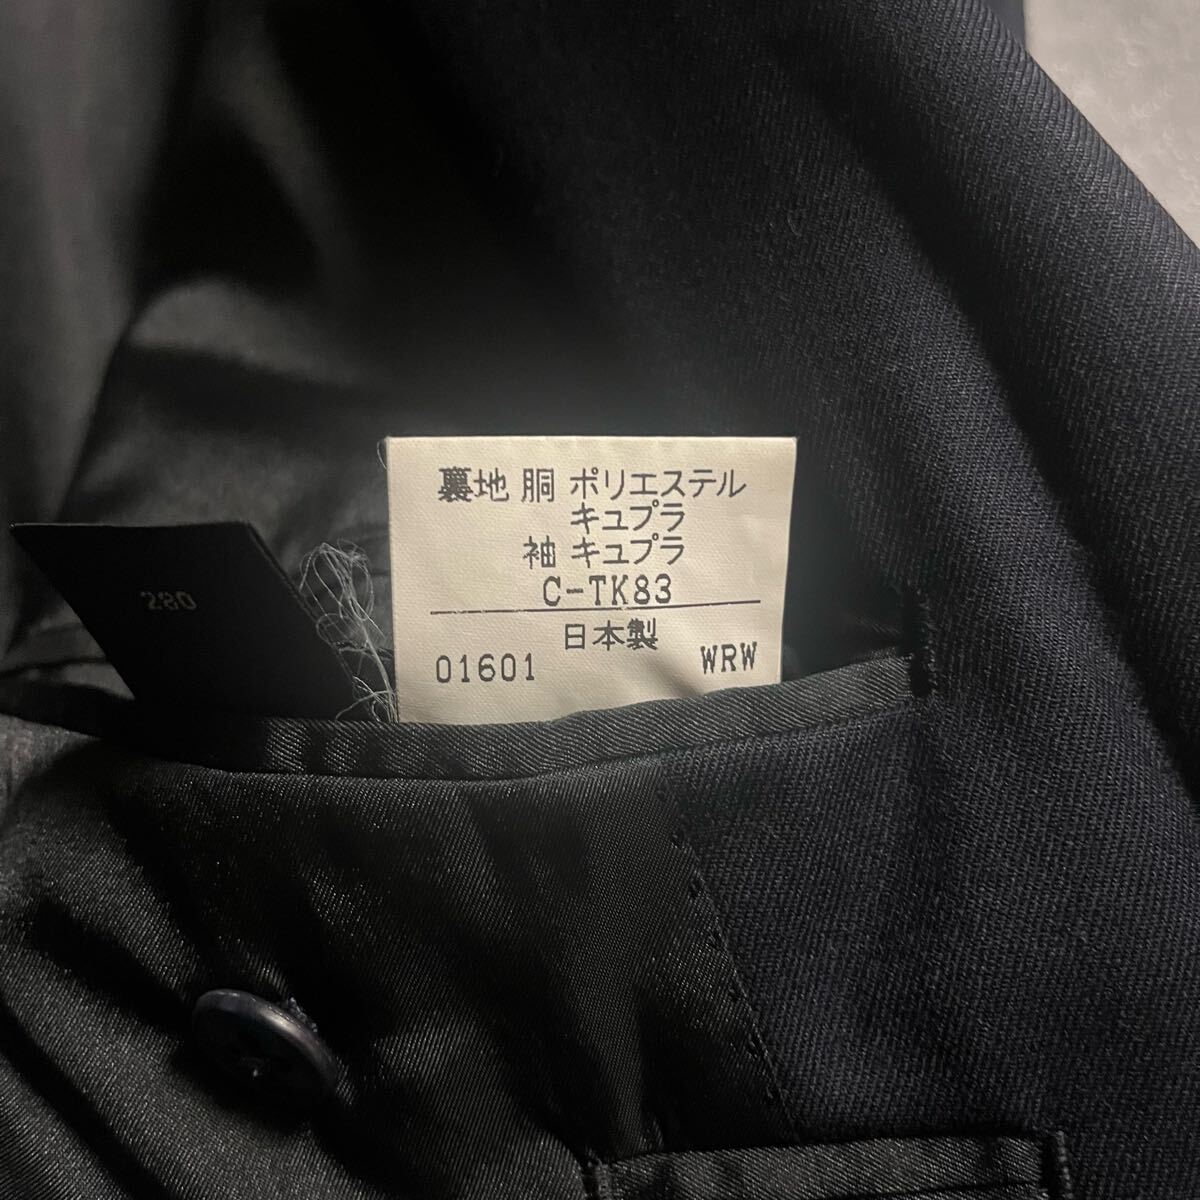 裏地 胴 ポリエステル
キュプラ
袖 キュプラ
C-TK83
日本製
01601 WRW
280